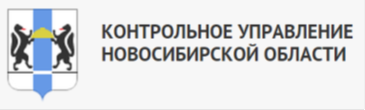 КОНТРОЛЬНОЕ УПРАВЛЕНИЕ
НОВОСИБИРСКОЙ ОБЛАСТИ